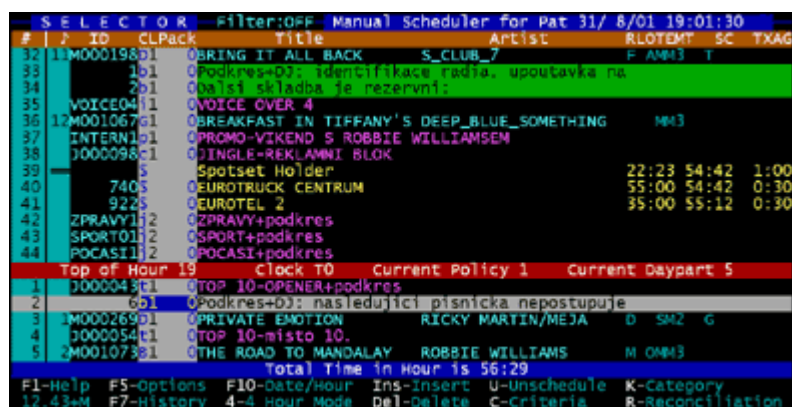 SELECTOR Filter:OFF Manual Scheduler for Pat 31/ 8/01 19:01:30
# ♪ ID CLPack Title Artist RLOTEMT SC TXAG
32 11M000198D1 0BRING IT ALL BACK S_CLUB_7 F AMM3 T
33 1b1 0Podkres+DJ: identifikace radia, upoutavka na
34 2b1 0Dalsi skladba je rezervni:
35 VOICE04i1 0VOICE OVER 4
36 12M001067G1 0BREAKFAST IN TIFFANY'S DEEP_BLUE_SOMETHING MM3
37 INTERN1p1 0PROMO-VIKEND S ROBBIE WILLIAMSEM
38 J000098c1 0JINGLE-REKLAMNI BLOK
39 S Spotset Holder 22:23 54:42 1:00
40 740S 0EUROTRUCK CENTRUM 55:00 54:42 0:30
41 922S 0EUROTEL 2 35:00 55:12 0:30
42 ZPRAVY1j2 0ZPRAVY+podkres
43 SPORT01j2 0SPORT+podkres
44 POCASI1j2 0POCASI+podkres
Top of Hour 19 Clock TO Current Policy 1 Current Daypart 5
1 J000043t1 0TOP 10-OPENER+podkres
2 6b1 0Podkres+DJ: nasledujici pisnicka nepostupuje
3 1M000269D1 0PRIVATE EMOTION RICKY MARTIN/MEJA D SM2 G
4 J000054t1 0TOP 10-misto 10.
5 2M001073B1 0THE ROAD TO MANDALAY ROBBIE WILLIAMS M OMM3
Total Time in Hour is 56:29
F1-Help F5-Options F10-Date/Hour Ins-Insert U-Unschedule K-Category
12.43+M F7-History 4-4 Hour Mode Del-Delete C-Criteria R-Reconciliation